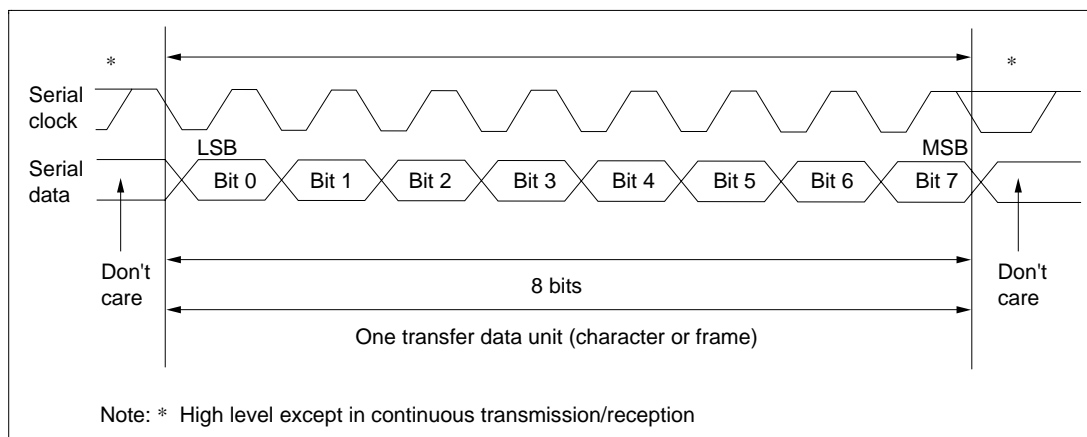 * *
Serial
clock
LSB MSB
Serial
data
Bit 0 Bit 1 Bit 2 Bit 3 Bit 4 Bit 5 Bit 6 Bit 7
Don't
care
8 bits
Don't
care
One transfer data unit (character or frame)
Note: * High level except in continuous transmission/reception